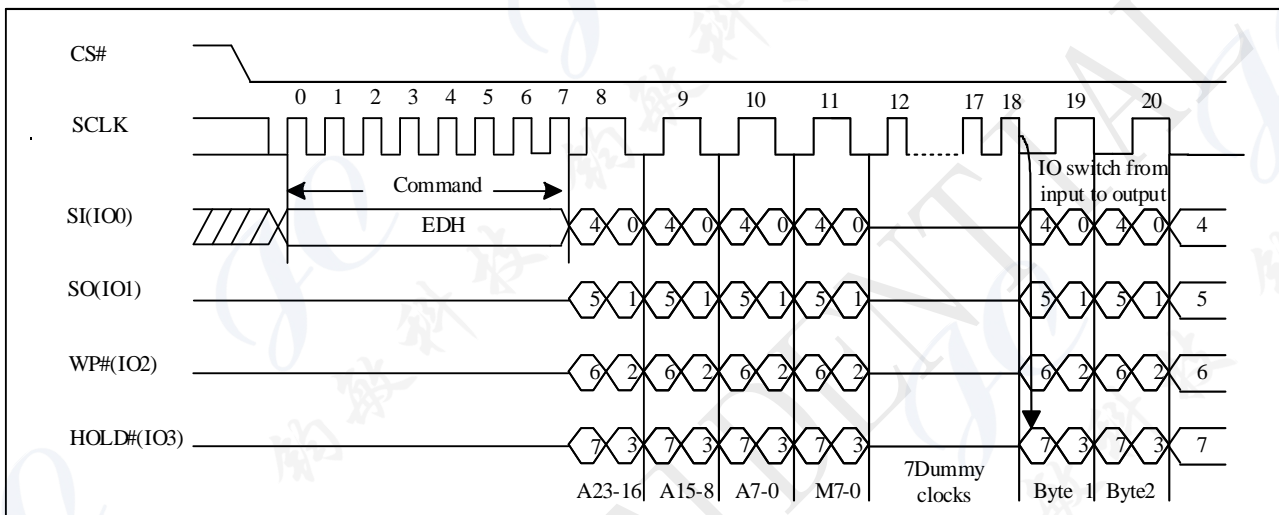 CS#
0 1 2 3 4 5 6 7 8 9 10 11 12 17 18 19 20
SCLK
IO switch from
input to output
Command
SI(IO0)
EDH
4 0 4 0 4 0 4 0 4 0 4 0 4
SO(IO1)
5 1 5 1 5 1 5 1 5 1 5 1 5
WP#(IO2)
6 2 6 2 6 2 6 2 6 2 6 2 6
HOLD#(IO3)
7 3 7 3 7 3 7 3 7 3 7 3 7
7Dummy
clocks
A23-16 A15-8 A7-0 M7-0 Byte 1 Byte2